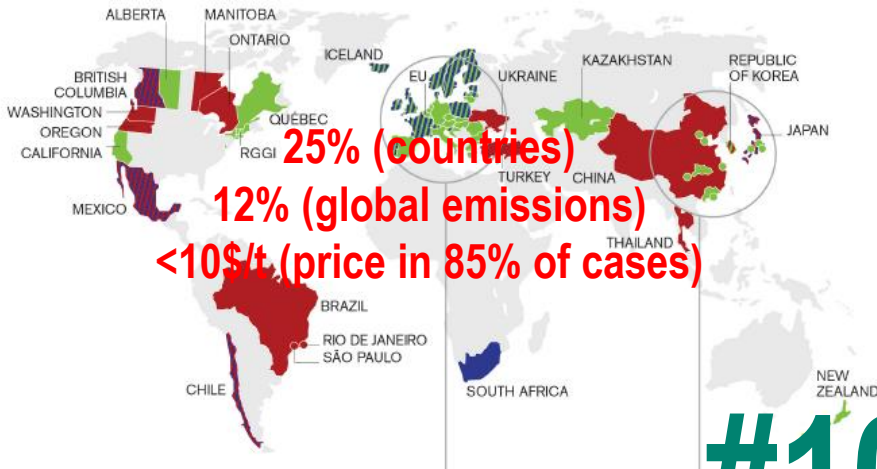 ALBERTA
MANITOBA
ONTARIO
ICELAND
EU
UKRAINE
KAZAKHSTAN
REPUBLIC
OF KOREA
BRITISH
COLUMBIA
WASHINGTON
OREGON
CALIFORNIA
QUÉBEC
RGGI
JAPAN
25% (countries)
TURKEY
CHINA
MEXICO
12% (global emissions)
THAILAND
<10$/t (price in 85% of cases)
BRAZIL
RIO DE JANEIRO
SÃO PAULO
CHILE
SOUTH AFRICA
NEW
ZEALAND